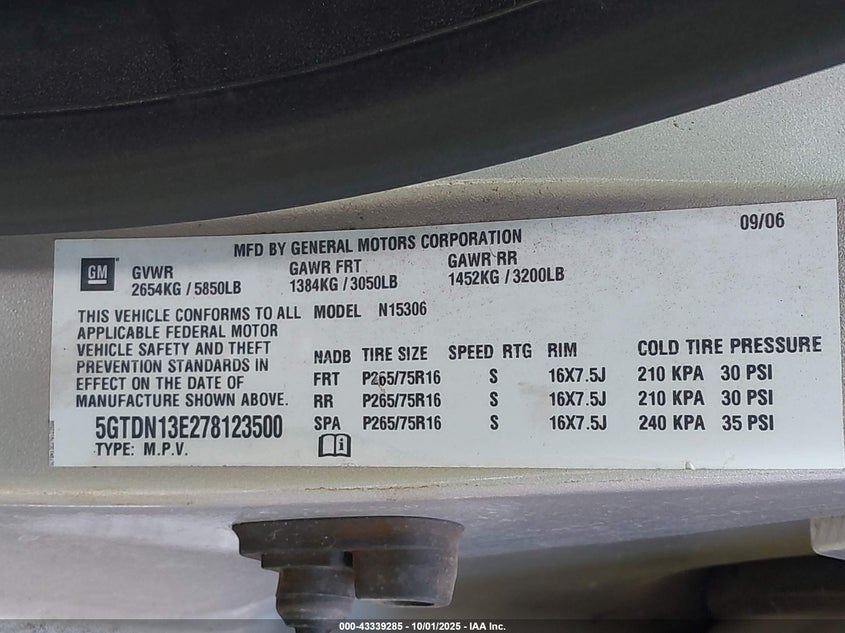 MFD BY GENERAL MOTORS CORPORATION 09/06
GM
GVWR GAWR FRT GAWR RR
2654KG / 5850LB 1384KG / 3050LB 1452KG / 3200LB
THIS VEHICLE CONFORMS TO ALL
APPLICABLE FEDERAL MOTOR
VEHICLE SAFETY AND THEFT
PREVENTION STANDARDS IN
EFFECT ON THE DATE OF
MANUFACTURE SHOWN ABOVE.
5GTDN13E278123500
TYPE: M.P.V.
MODEL N15306
NADB TIRE SIZE SPEED RTG RIM COLD TIRE PRESSURE
FRT P265/75R16 S 16X7.5J 210 KPA 30 PSI
RR P265/75R16 S 16X7.5J 210 KPA 30 PSI
SPA P265/75R16 S 16X7.5J 240 KPA 35 PSI
000-43339285 - 10/01/2025 - IAA Inc.